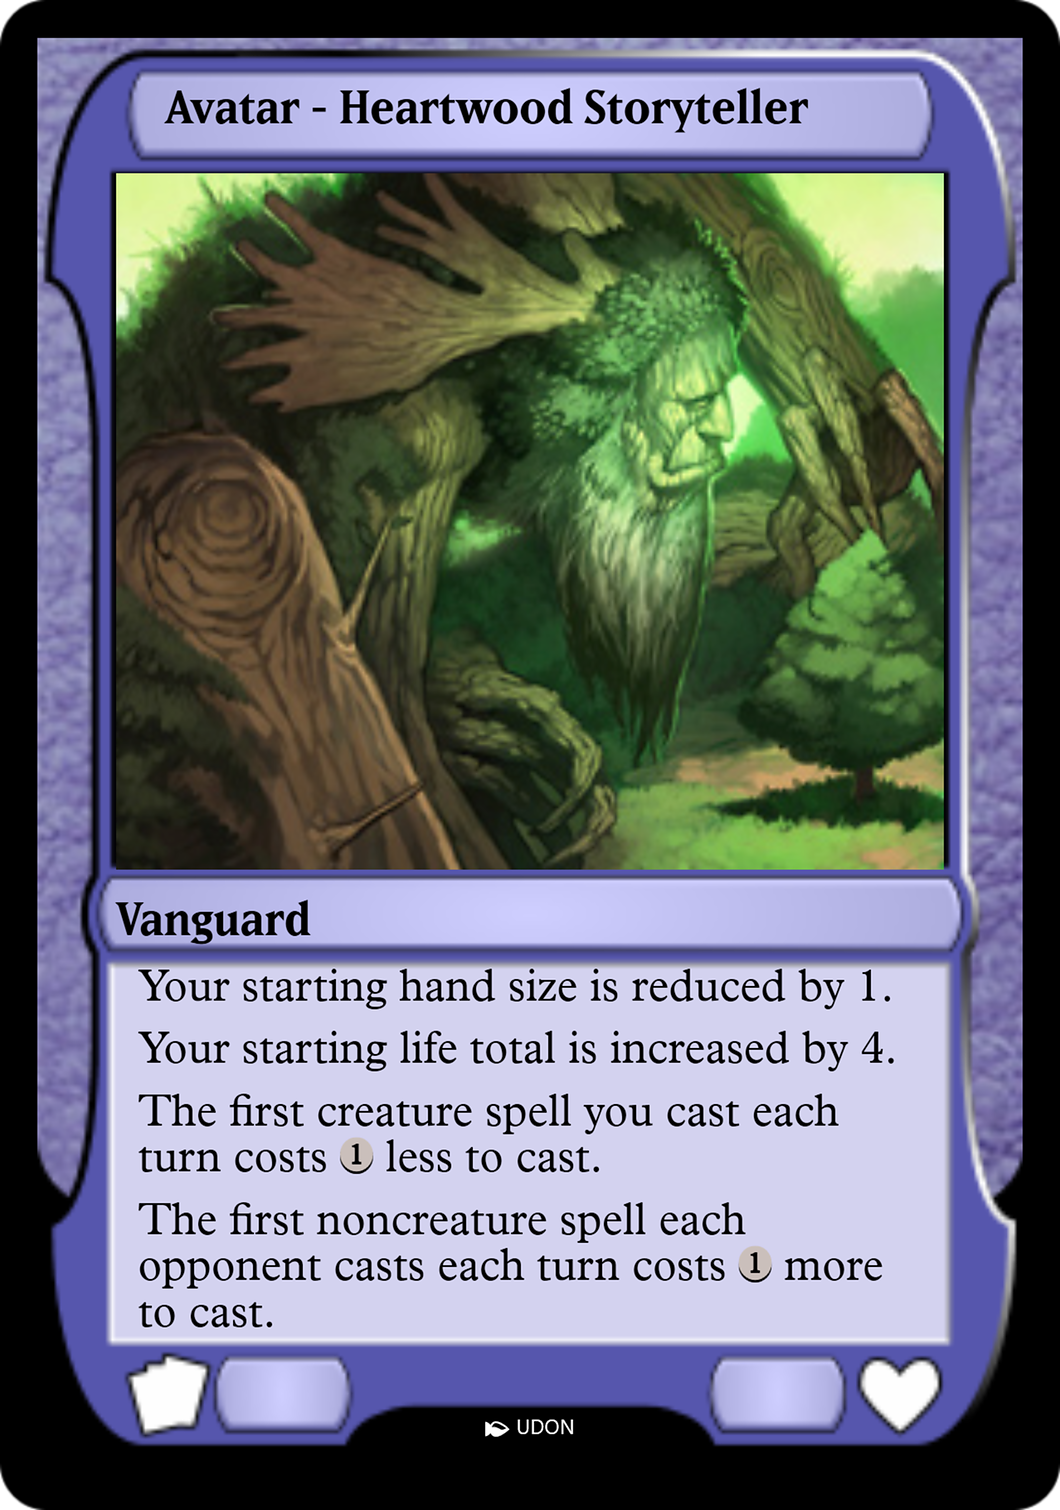 Avatar - Heartwood Storyteller
Vanguard
Your starting hand size is reduced by 1.
Your starting life total is increased by 4.
The first creature spell you cast each
turn costs 1 less to cast.
The first noncreature spell each
opponent casts each turn costs 1 more
to cast.
UDON